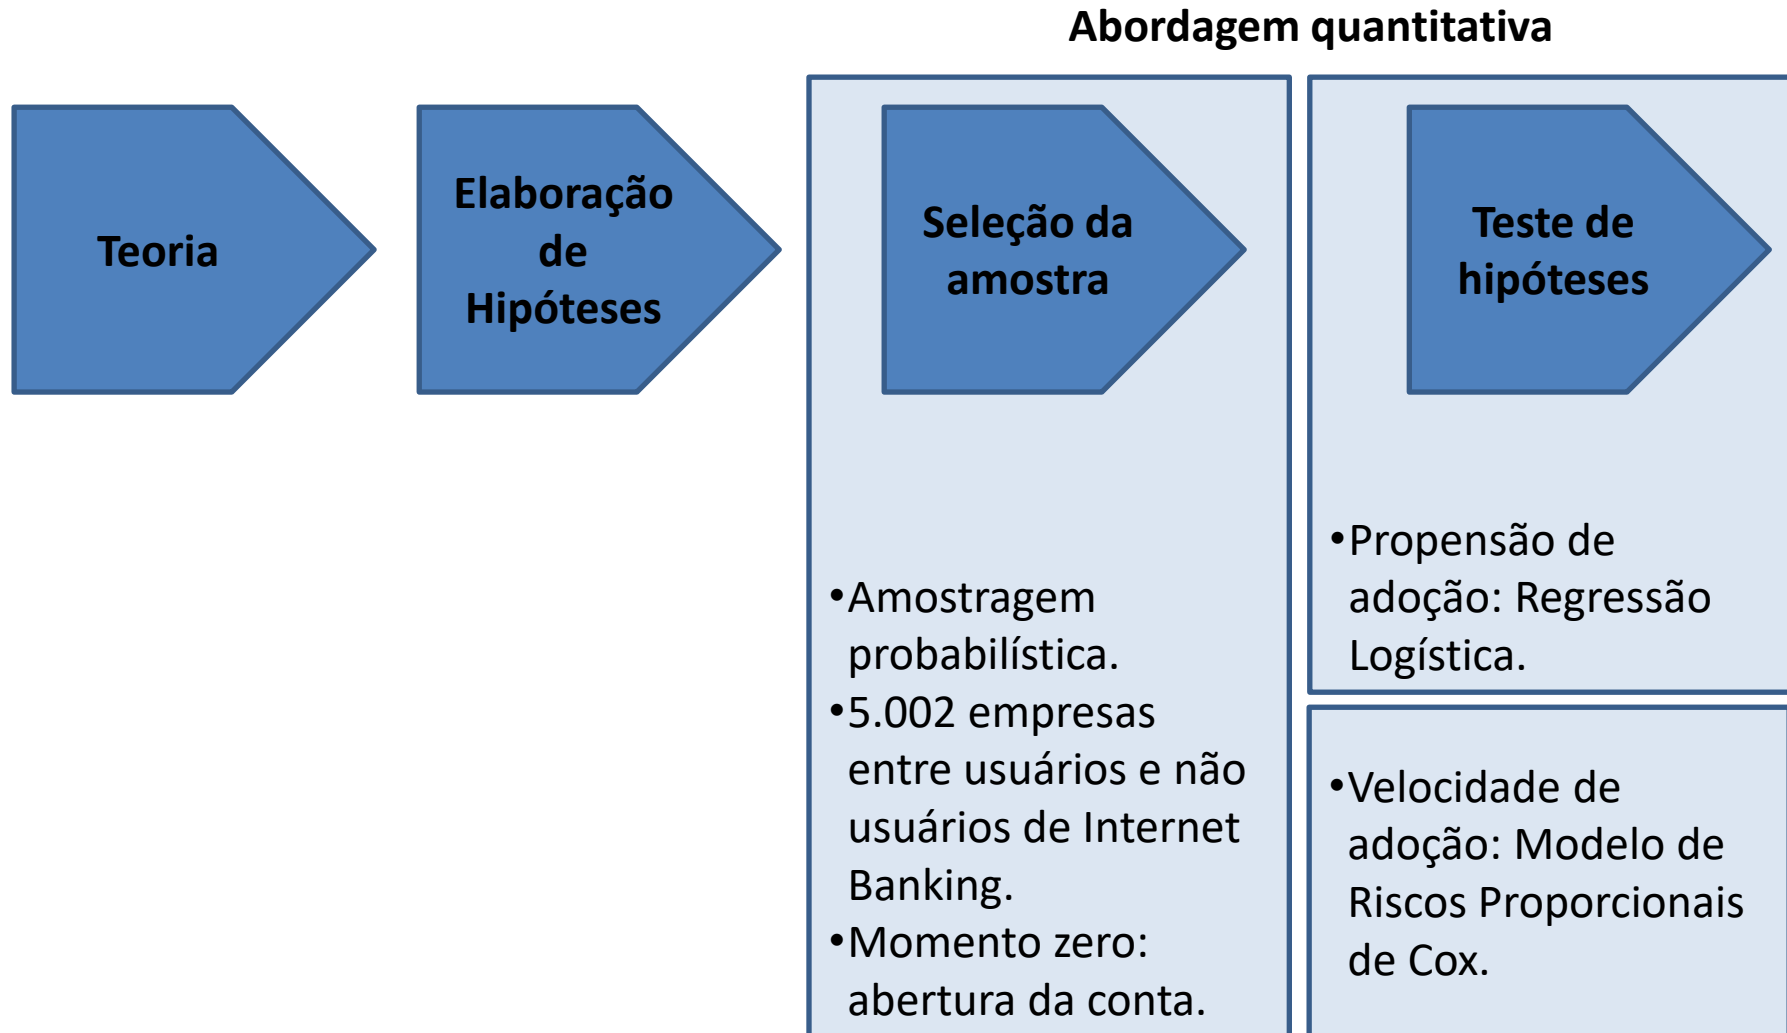 Abordagem quantitativa
Teoria
Elaboração
de
Hipóteses
Seleção da
amostra
Teste de
hipóteses
•Amostragem
probabilística.
•5.002 empresas
entre usuários e não
usuários de Internet
Banking.
•Momento zero:
abertura da conta.
•Propensão de
adoção: Regressão
Logística.
•Velocidade de
adoção: Modelo de
Riscos Proporcionais
de Cox.